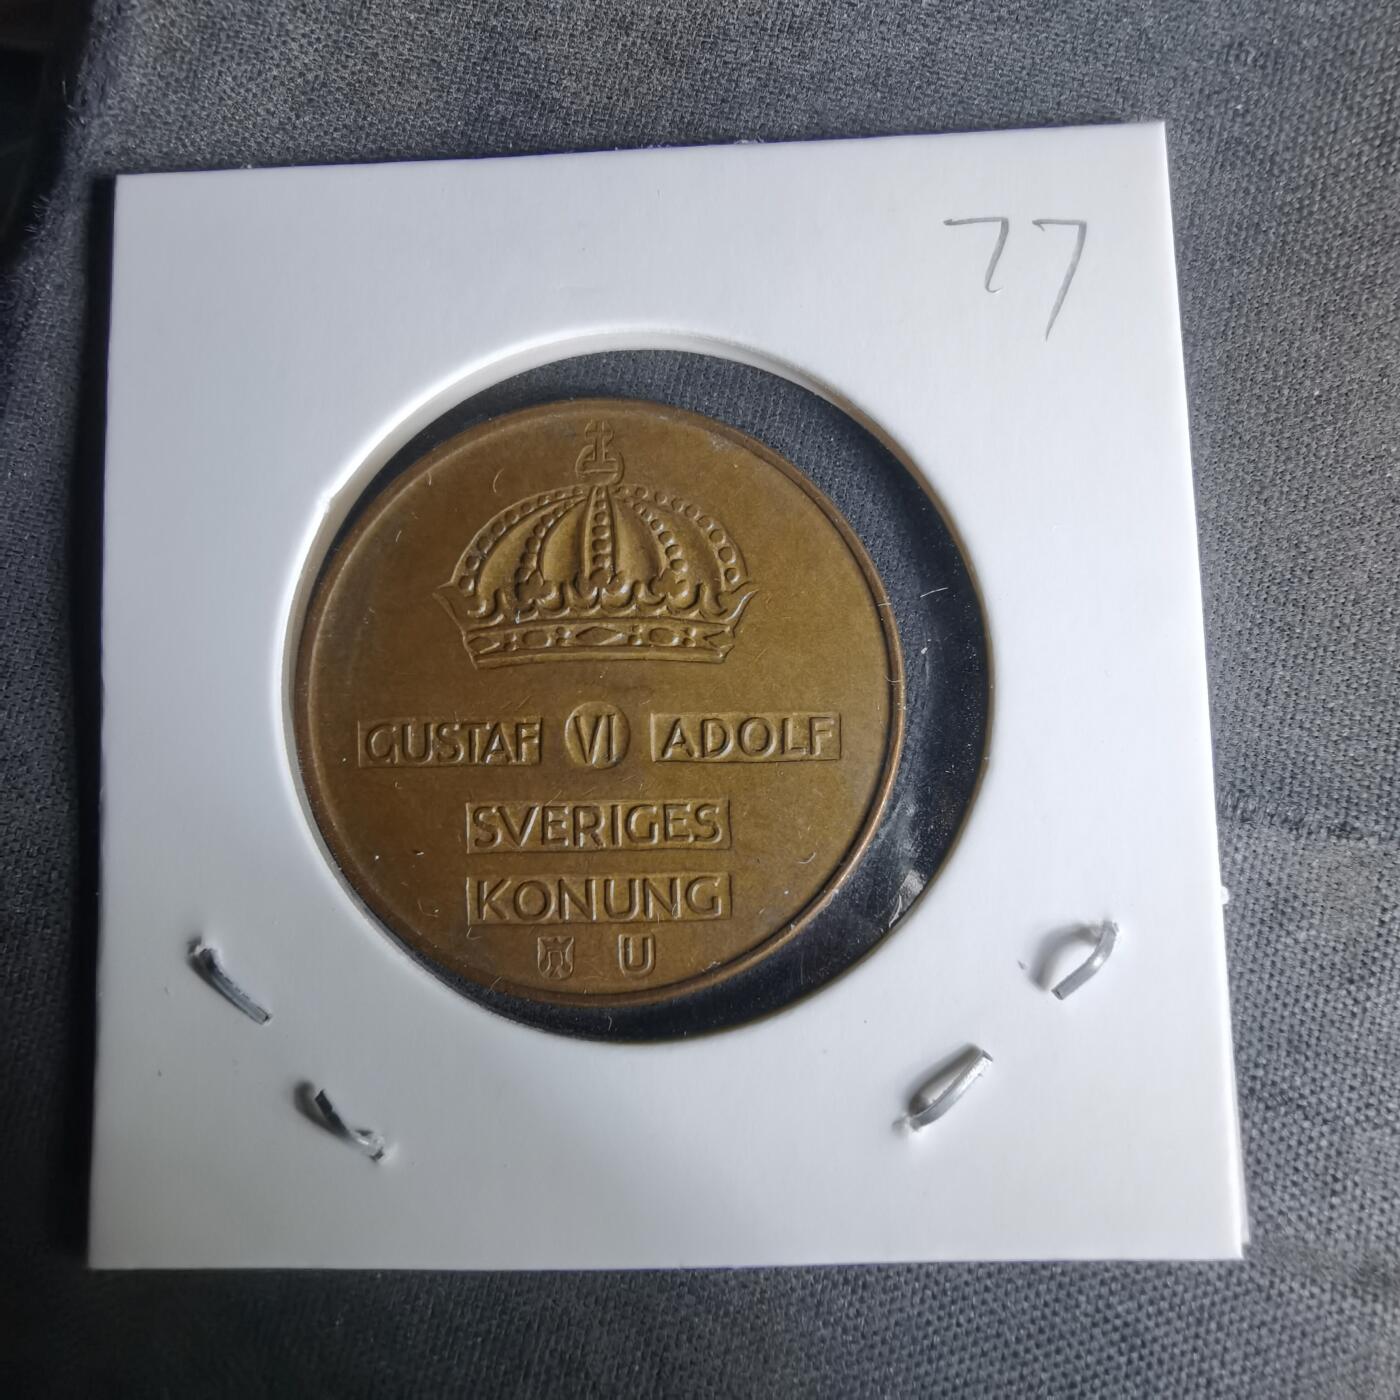 77
GUSTAF VI ADOLF
SVERIGES
KONUNG
U